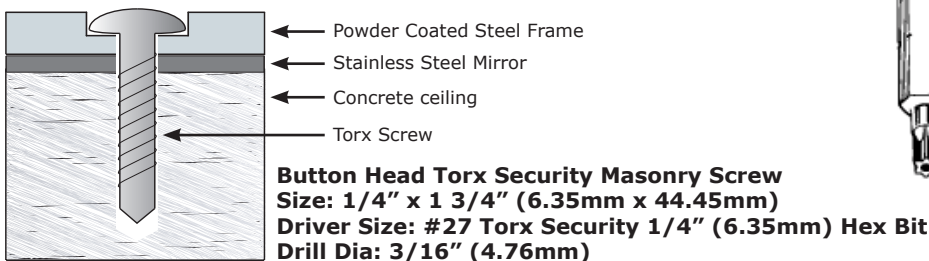 Powder Coated Steel Frame
Stainless Steel Mirror
Concrete ceiling
Torx Screw
Button Head Torx Security Masonry Screw
Size: 1/4” x 1 3/4” (6.35mm x 44.45mm)
Driver Size: #27 Torx Security 1/4” (6.35mm) Hex Bit
Drill Dia: 3/16” (4.76mm)